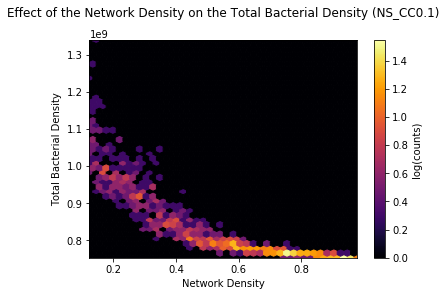 Effect of the Network Density on the Total Bacterial Density (NS_CC0.1)
1e9
1.3
1.2
1.1
1.0
0.9
0.8
Total Bacterial Density
0.2 0.4 0.6 0.8
Network Density
1.4
1.2
1.0
0.8
0.6
0.4
0.2
0.0
log(counts)